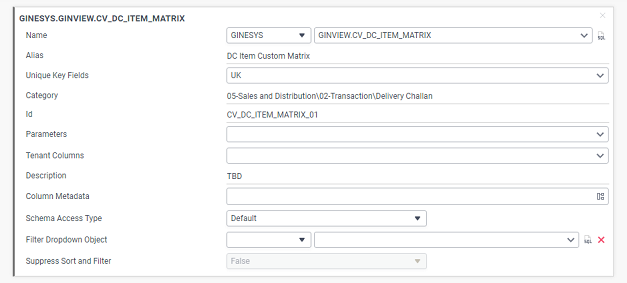 GINESYS.GINVIEW.CV_DC_ITEM_MATRIX
Name GINESYS GINVIEW.CV_DC_ITEM_MATRIX
Alias DC Item Custom Matrix
Unique Key Fields UK
Category 05-Sales and Distribution\02-Transaction\Delivery Challan
Id CV_DC_ITEM_MATRIX_01
Parameters
Tenant Columns
Description TBD
Column Metadata
Schema Access Type Default
Filter Dropdown Object
Suppress Sort and Filter False